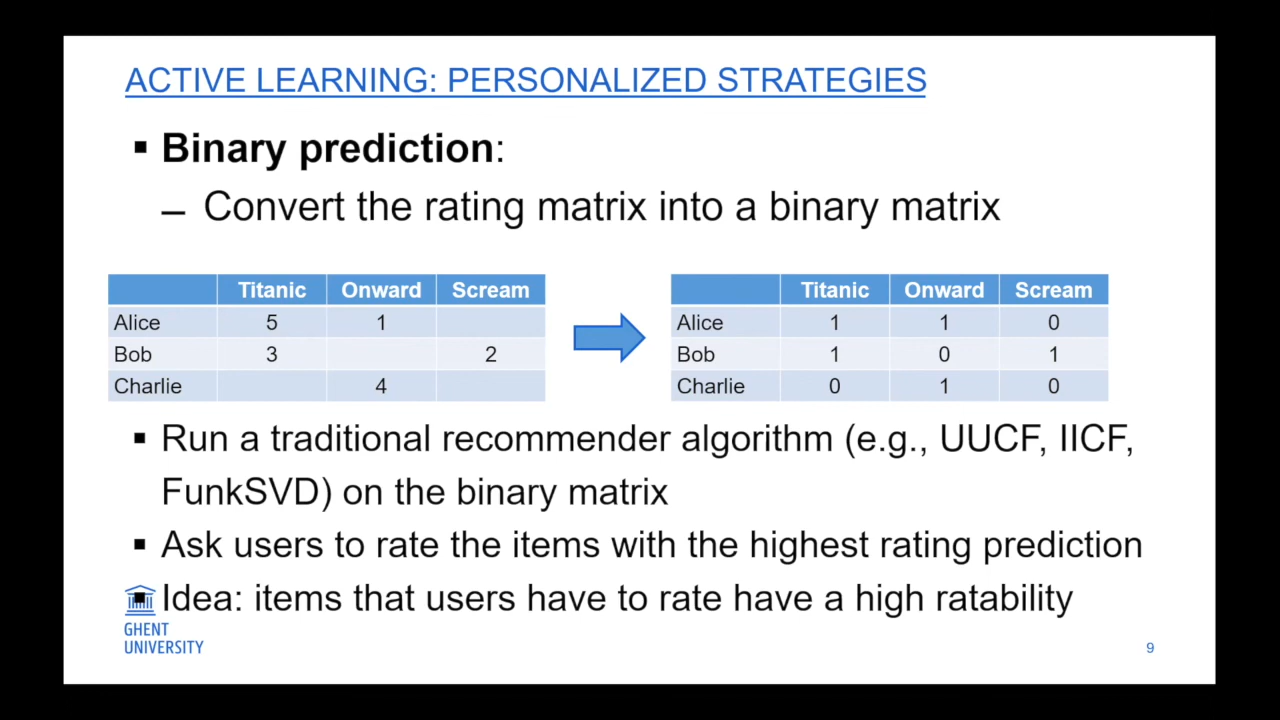 ACTIVE LEARNING: PERSONALIZED STRATEGIES
▪ Binary prediction:
– Convert the rating matrix into a binary matrix
Titanic Onward Scream
Alice 5 1
Bob 3 2
Charlie 4
Titanic Onward Scream
Alice 1 1 0
Bob 1 0 1
Charlie 0 1 0
▪ Run a traditional recommender algorithm (e.g., UUCF, IICF,
FunkSVD) on the binary matrix
▪ Ask users to rate the items with the highest rating prediction
▪ Idea: items that users have to rate have a high ratability
GHENT
UNIVERSITY
9